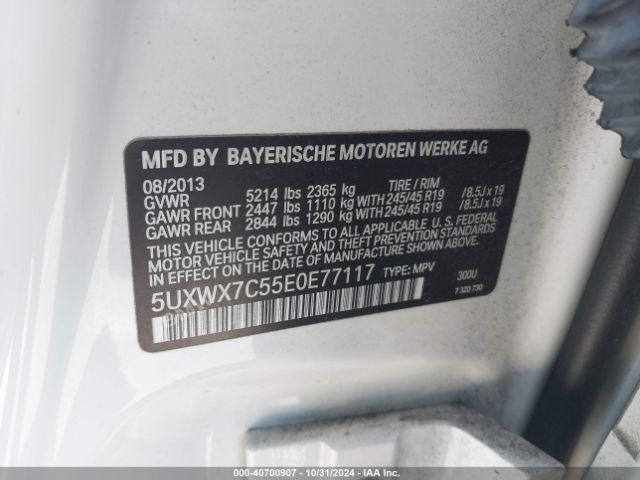 MFD BY BAYERISCHE MOTOREN WERKE AG
08/2013
GVWR 5214 lbs 2365 kg TIRE / RIM
GAWR FRONT 2447 lbs 1110 kg WITH 245/45 R19 /8.5J x 19
GAWR REAR 2844 lbs 1290 kg WITH 245/45 R19 /8.5J x 19
THIS VEHICLE CONFORMS TO ALL APPLICABLE U.S. FEDERAL
MOTOR VEHICLE SAFETY AND THEFT PREVENTION STANDARDS
IN EFFECT ON THE DATE OF MANUFACTURE SHOWN ABOVE.
5UXWX7C55E0E77117 TYPE: MPV 300U
7 320 730
000-40700907 - 10/31/2024 - IAA Inc.